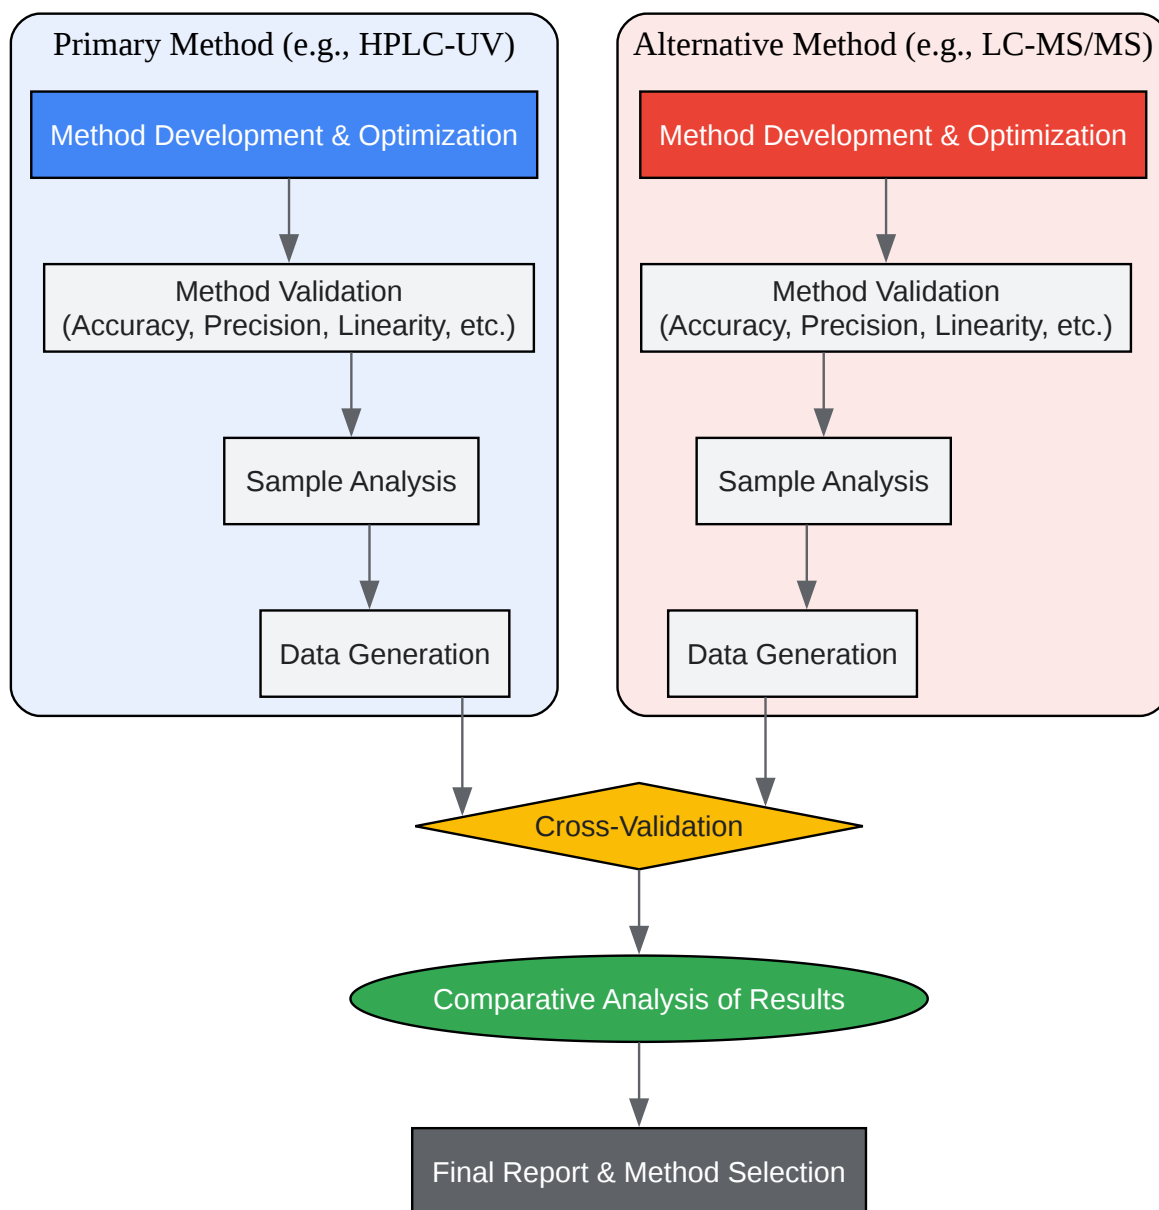 Primary Method (e.g., HPLC-UV)
Method Development & Optimization
Method Validation
(Accuracy, Precision, Linearity, etc.)
Sample Analysis
Data Generation
Alternative Method (e.g., LC-MS/MS)
Method Development & Optimization
Method Validation
(Accuracy, Precision, Linearity, etc.)
Sample Analysis
Data Generation
Cross-Validation
Comparative Analysis of Results
Final Report & Method Selection